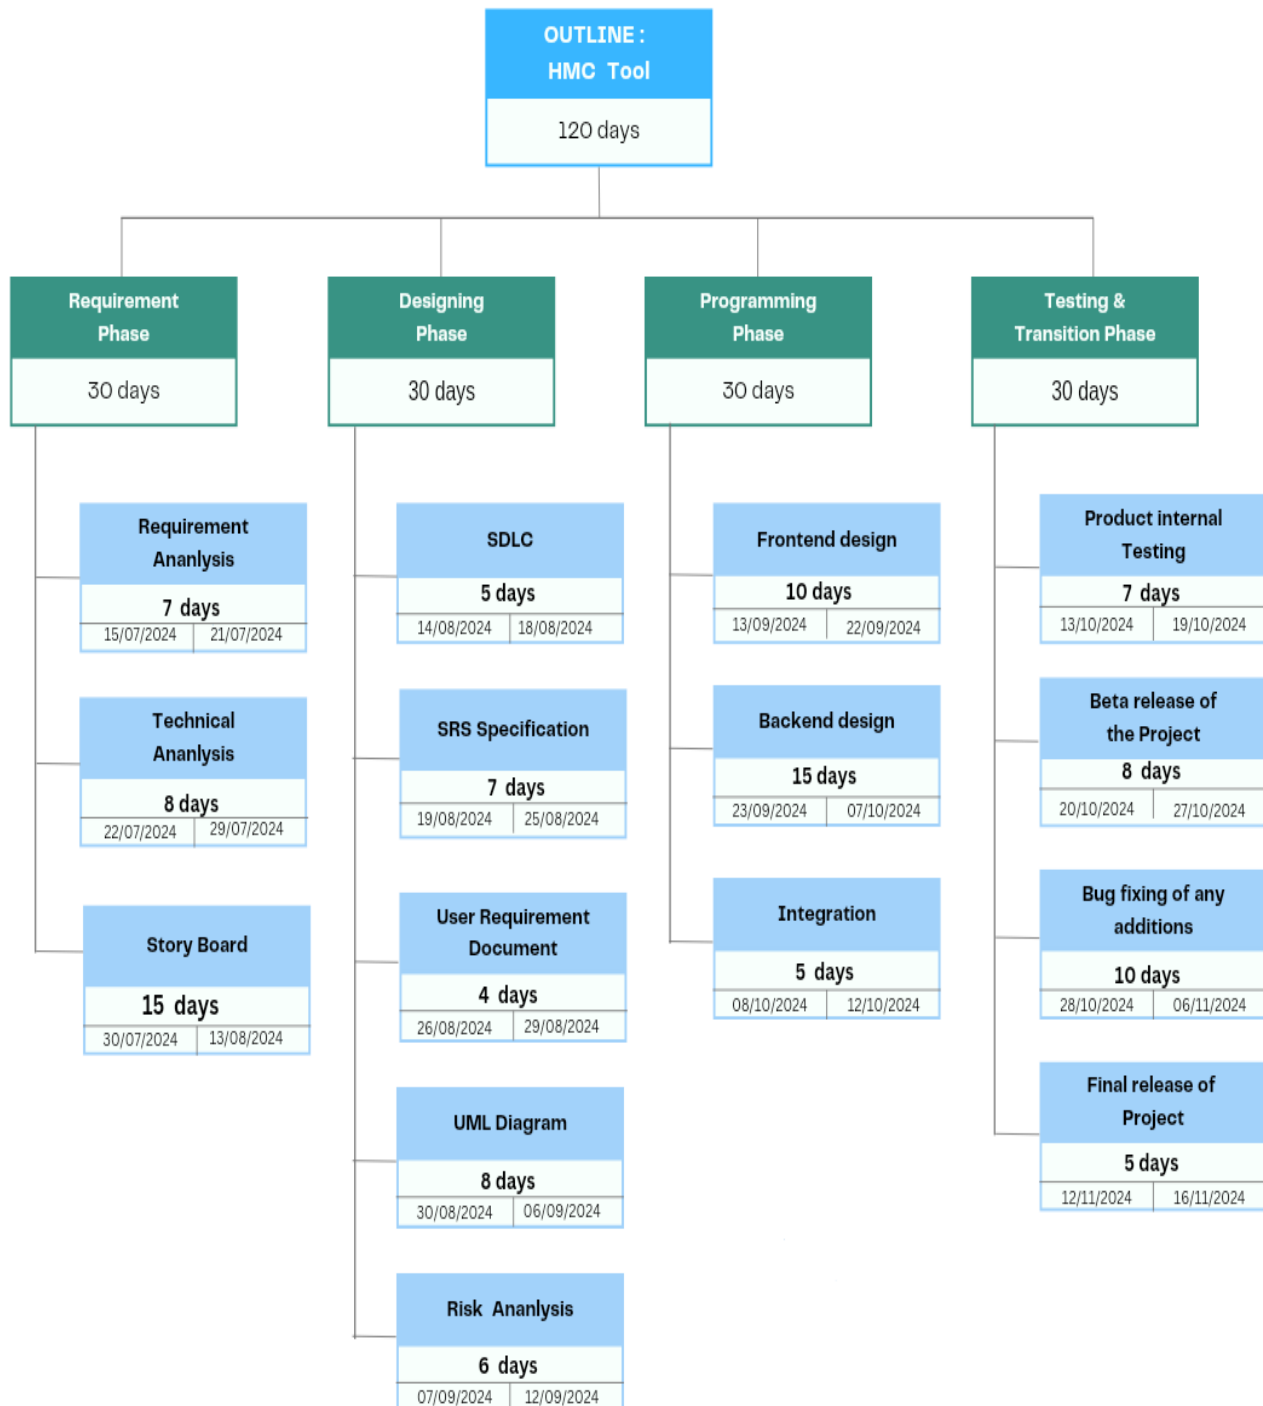 OUTLINE :
HMC Tool
120 days
Requirement
Phase
30 days
Requirement
Ananlysis
7 days
15/07/2024 21/07/2024
Technical
Ananlysis
8 days
22/07/2024 29/07/2024
Story Board
15 days
30/07/2024 13/08/2024
Designing
Phase
30 days
SDLC
5 days
14/08/2024 18/08/2024
SRS Specification
7 days
19/08/2024 25/08/2024
User Requirement
Document
4 days
26/08/2024 29/08/2024
UML Diagram
8 days
30/08/2024 06/09/2024
Risk Ananlysis
6 days
07/09/2024 12/09/2024
Programming
Phase
30 days
Frontend design
10 days
13/09/2024 22/09/2024
Backend design
15 days
23/09/2024 07/10/2024
Integration
5 days
08/10/2024 12/10/2024
Testing &
Transition Phase
30 days
Product internal
Testing
7 days
13/10/2024 19/10/2024
Beta release of
the Project
8 days
20/10/2024 27/10/2024
Bug fixing of any
additions
10 days
28/10/2024 06/11/2024
Final release of
Project
5 days
12/11/2024 16/11/2024